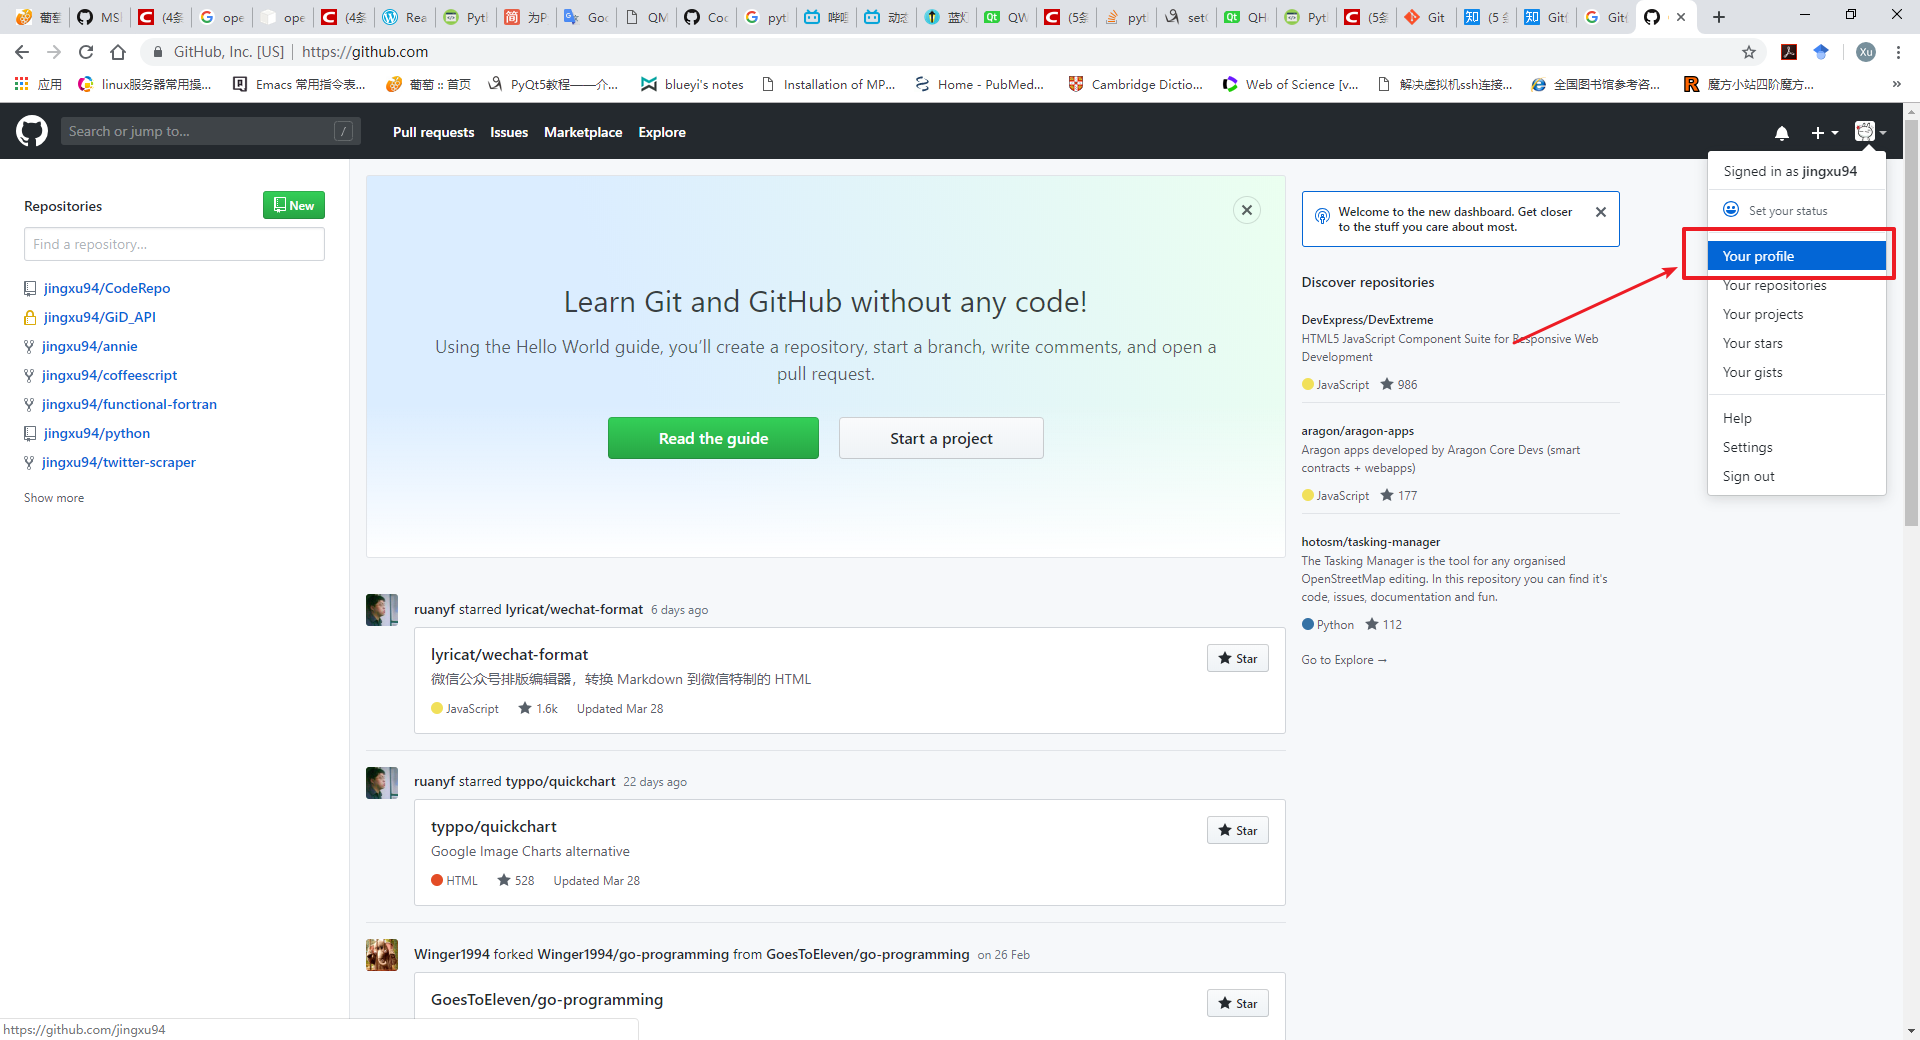 葡萄 MS (4条 ope ope (4条 Rea Pytl 为P Goo QM Coo pyt 哔哩 动态 蓝灯 QW (5条 pyt set QH Pytl (5条 Git (5条 Gitl Git
GitHub, Inc. [US] | https://github.com Xu
应用 linux服务器常用操... Emacs 常用指令表... 葡萄 :: 首页 PyQt5教程——介... blueyi's notes Installation of MP... Home - PubMed... Cambridge Dictio... Web of Science [v... 解决虚拟机ssh连接... 全国图书馆参考咨... 魔方小站四阶魔方... »
Search or jump to... / Pull requests Issues Marketplace Explore
Repositories New
Find a repository...
jingxu94/CodeRepo
jingxu94/GiD_API
jingxu94/annie
jingxu94/coffeescript
jingxu94/functional-fortran
jingxu94/python
jingxu94/twitter-scraper
Show more
Learn Git and GitHub without any code!
Using the Hello World guide, you’ll create a repository, start a branch, write comments, and open a
pull request.
Read the guide Start a project
ruanyf starred lyricat/wechat-format 6 days ago
lyricat/wechat-format Star
微信公众号排版编辑器，转换 Markdown 到微信特制的 HTML
JavaScript 1.6k Updated Mar 28
ruanyf starred typpo/quickchart 22 days ago
typpo/quickchart Star
Google Image Charts alternative
HTML 528 Updated Mar 28
Winger1994 forked Winger1994/go-programming from GoesToEleven/go-programming on 26 Feb
GoesToEleven/go-programming Star
Welcome to the new dashboard. Get closer
to the stuff you care about most.
Discover repositories
DevExpress/DevExtreme
HTML5 JavaScript Component Suite for Responsive Web
Development
JavaScript 986
aragon/aragon-apps
Aragon apps developed by Aragon Core Devs (smart
contracts + webapps)
JavaScript 177
hotosm/tasking-manager
The Tasking Manager is the tool for any organised
OpenStreetMap editing. In this repository you can find it's
code, issues, documentation and fun.
Python 112
Go to Explore →
Signed in as jingxu94
Set your status
Your profile
Your repositories
Your projects
Your stars
Your gists
Help
Settings
Sign out
https://github.com/jingxu94